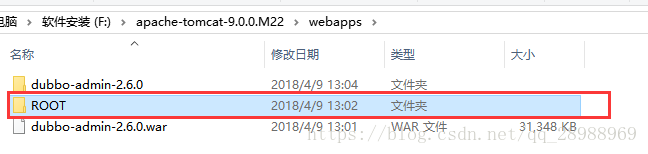 电脑 > 软件安装 (F:) > apache-tomcat-9.0.0.M22 > webapps >
名称 修改日期 类型 大小
dubbo-admin-2.6.0 2018/4/9 13:04 文件夹
ROOT 2018/4/9 13:02 文件夹
dubbo-admin-2.6.0.war 2018/4/9 13:01 WAR 文件 31,348 KB
https://blog.csdn.net/qq_28988969